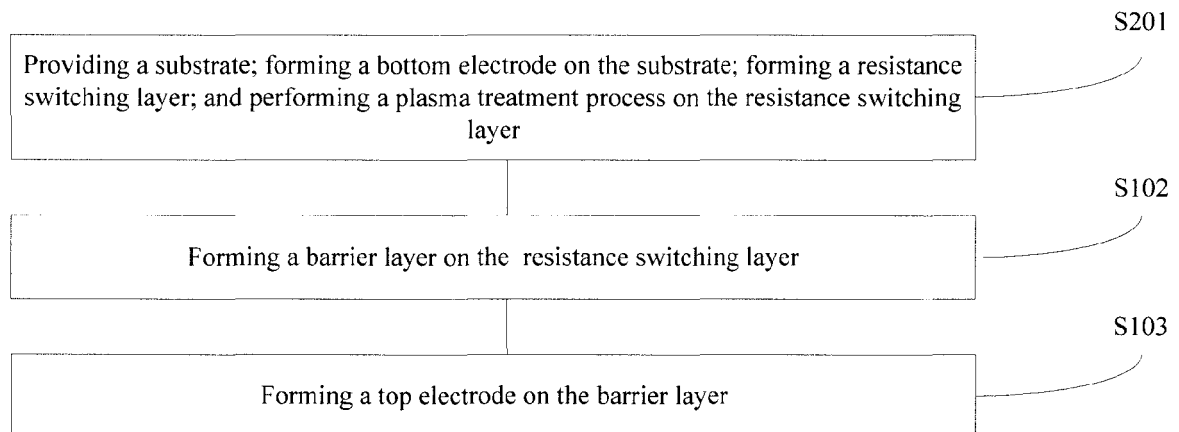 S201
Providing a substrate; forming a bottom electrode on the substrate; forming a resistance
switching layer; and performing a plasma treatment process on the resistance switching
layer
S102
Forming a barrier layer on the resistance switching layer
S103
Forming a top electrode on the barrier layer